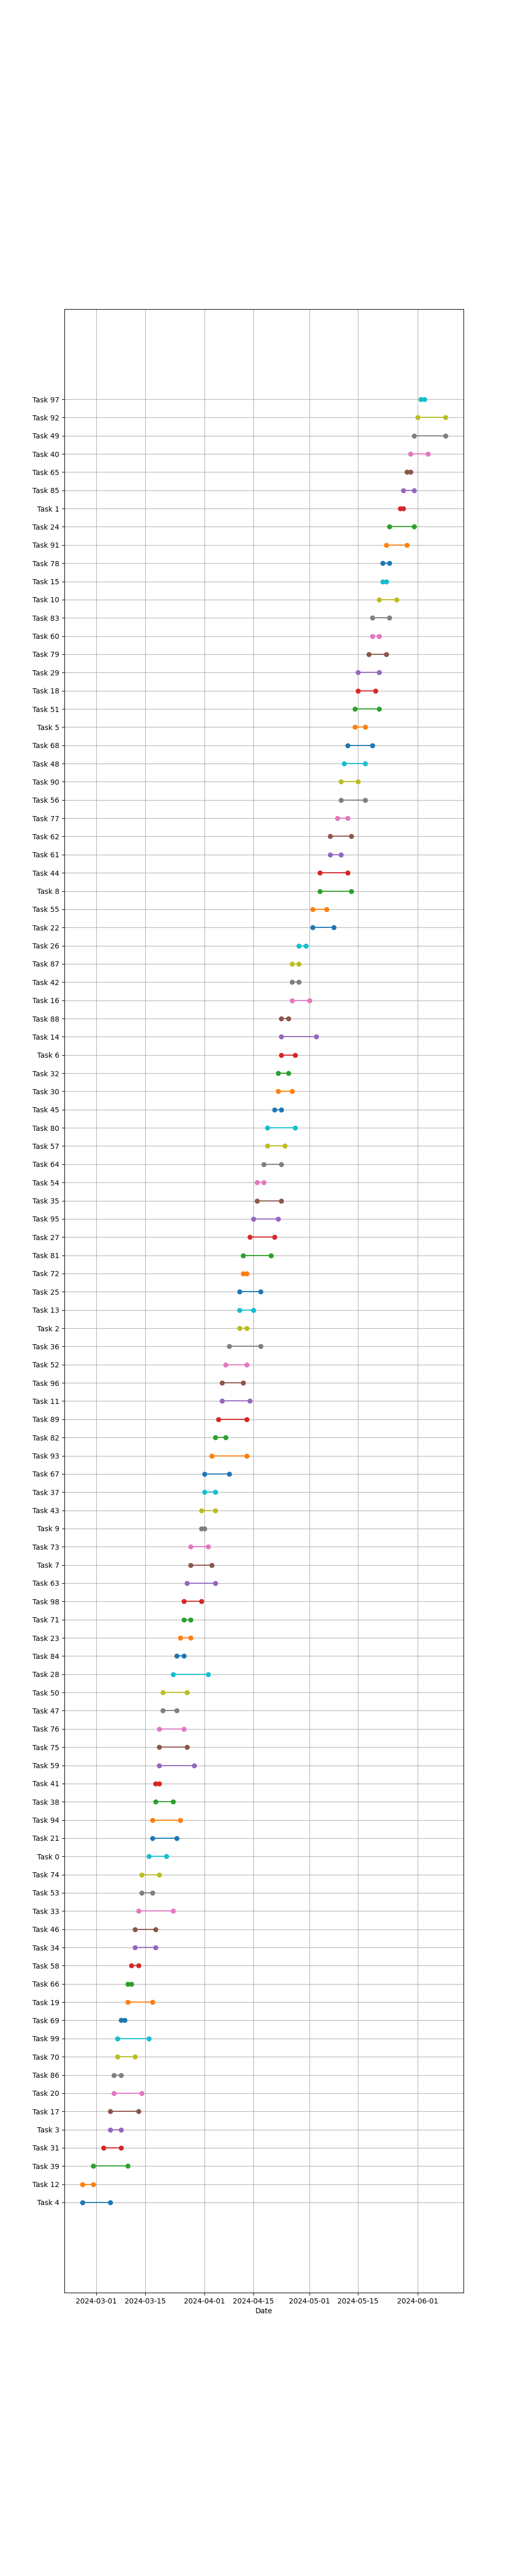 Task 97
Task 92
Task 49
Task 40
Task 65
Task 85
Task 1
Task 24
Task 91
Task 78
Task 15
Task 10
Task 83
Task 60
Task 79
Task 29
Task 18
Task 51
Task 5
Task 68
Task 48
Task 90
Task 56
Task 77
Task 62
Task 61
Task 44
Task 8
Task 55
Task 22
Task 26
Task 87
Task 42
Task 16
Task 88
Task 14
Task 6
Task 32
Task 30
Task 45
Task 80
Task 57
Task 64
Task 54
Task 35
Task 95
Task 27
Task 81
Task 72
Task 25
Task 13
Task 2
Task 36
Task 52
Task 96
Task 11
Task 89
Task 82
Task 93
Task 67
Task 37
Task 43
Task 9
Task 73
Task 7
Task 63
Task 98
Task 71
Task 23
Task 84
Task 28
Task 50
Task 47
Task 76
Task 75
Task 59
Task 41
Task 38
Task 94
Task 21
Task 0
Task 74
Task 53
Task 33
Task 46
Task 34
Task 58
Task 66
Task 19
Task 69
Task 99
Task 70
Task 86
Task 20
Task 17
Task 3
Task 31
Task 39
Task 12
Task 4
2024-03-01 2024-03-15 2024-04-01 2024-04-15 2024-05-01 2024-05-15 2024-06-01
Date